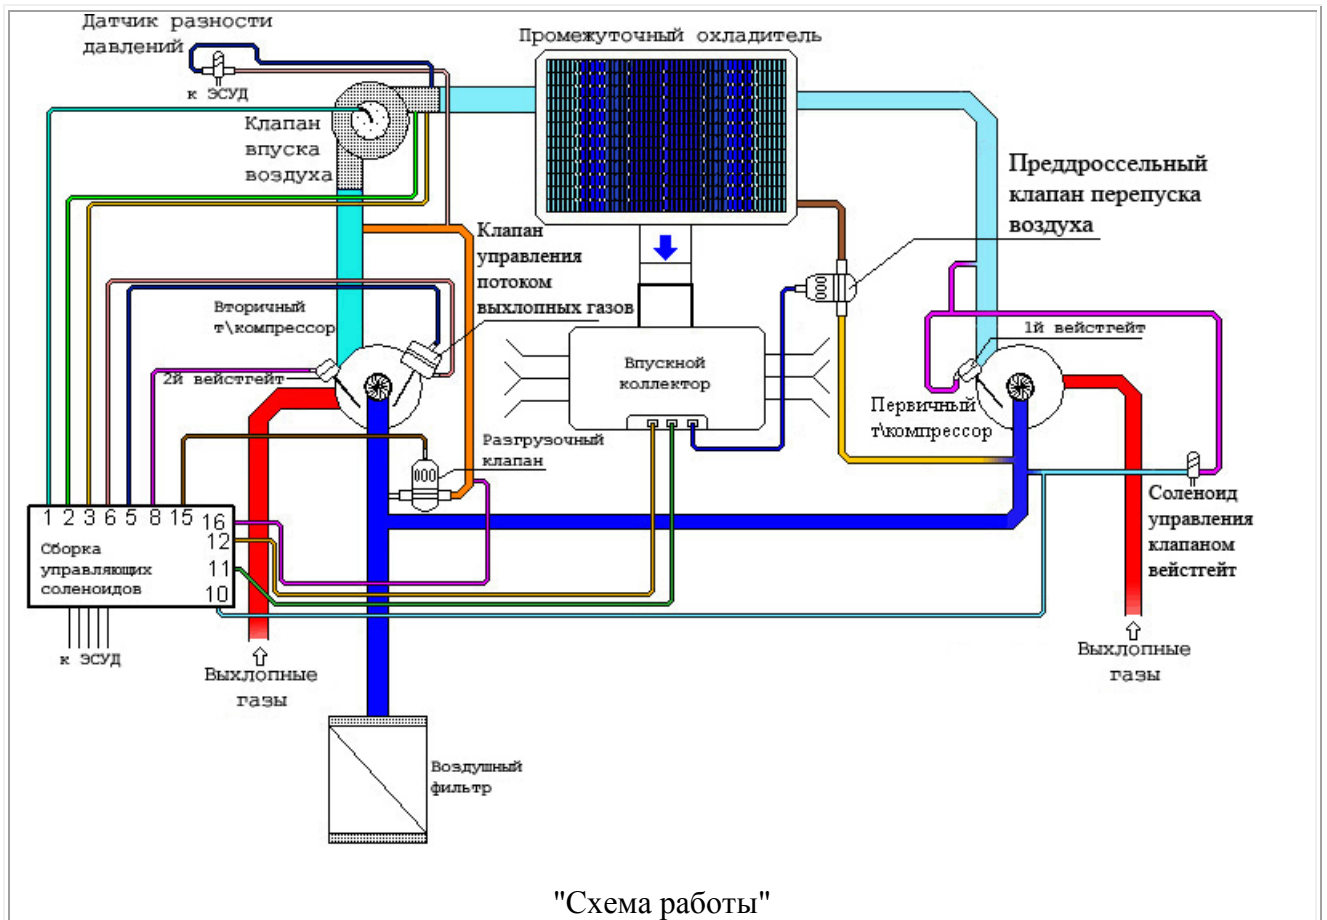 Датчик разности
давлений
к ЭСУД
Промежуточный охладитель
Клапан
впуска
воздуха
Преддроссельный
клапан перепуска
воздуха
Клапан
управления
потоком
выхлопных газов
Вторичный
т\компрессор
2й вейстгейт
Впускной
коллектор
1й вейстгейт
Первичный
т\компрессор
Разгрузочный
клапан
Соленоид
управления
клапаном
вейстгейт
1 2 3 6 5 8 15 16
12
11
10
Сборка
управляющих
соленоидов
к ЭСУД
Выхлопные
газы
Выхлопные
газы
Воздушный
фильтр
"Схема работы"